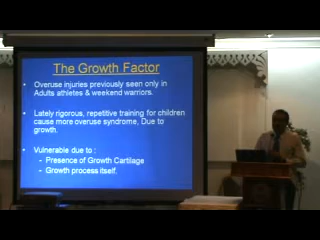 The Growth Factor
• Overuse injuries previously seen only in
Adults athletes & weekend warriors.
• Lately rigorous, repetitive training for children
cause more overuse syndrome, Due to
growth.
• Vulnerable due to :
- Presence of Growth Cartilage
- Growth process itself.